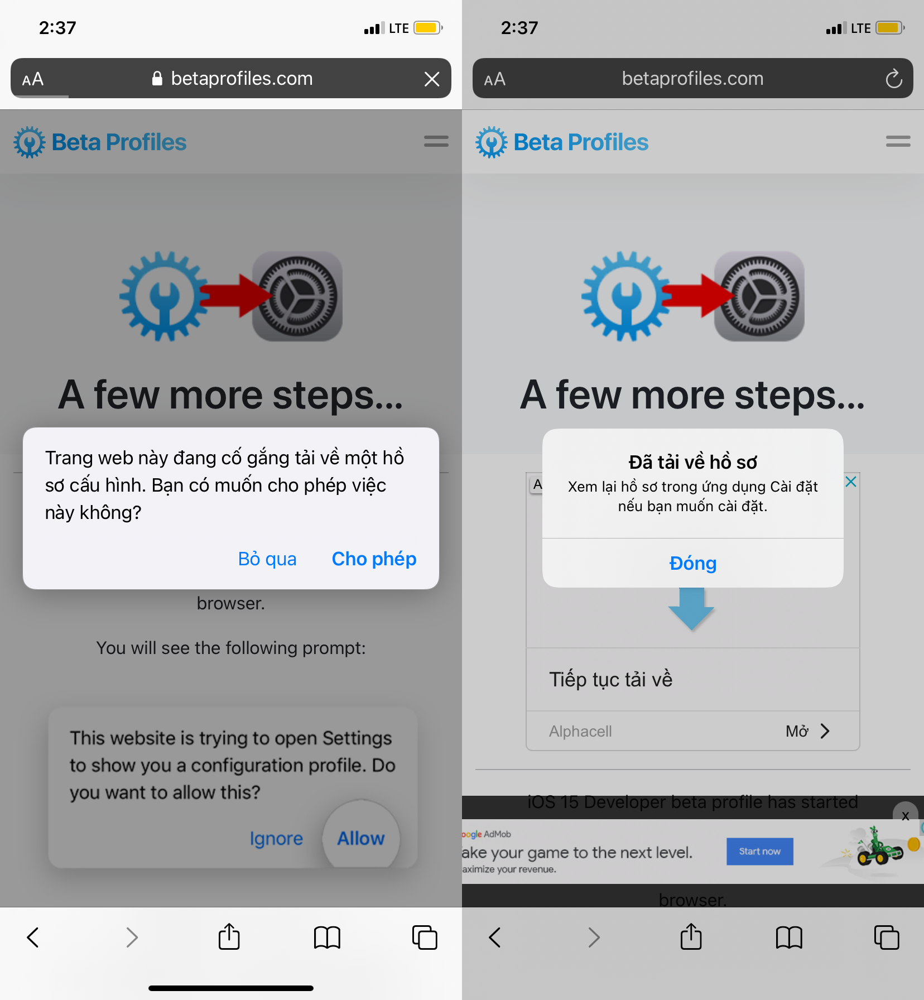 2:37
LTE
AA
betaprofiles.com
Beta Profiles
A few more steps...
Trang web này đang cố gắng tải về một hồ
sơ cấu hình. Bạn có muốn cho phép việc
này không?
Bỏ qua
Cho phép
browser.
You will see the following prompt:
This website is trying to open Settings
to show you a configuration profile. Do
you want to allow this?
Ignore
Allow
2:37
LTE
AA
betaprofiles.com
Beta Profiles
A few more steps...
A
Đã tải về hồ sơ
Xem lại hồ sơ trong ứng dụng Cài đặt
nếu bạn muốn cài đặt.
Đóng
Tiếp tục tải về
Alphacell
Mở
iOS 15 Developer beta profile has started
x
oogle AdMob
ake your game to the next level.
aximize your revenue.
Start now
browser.